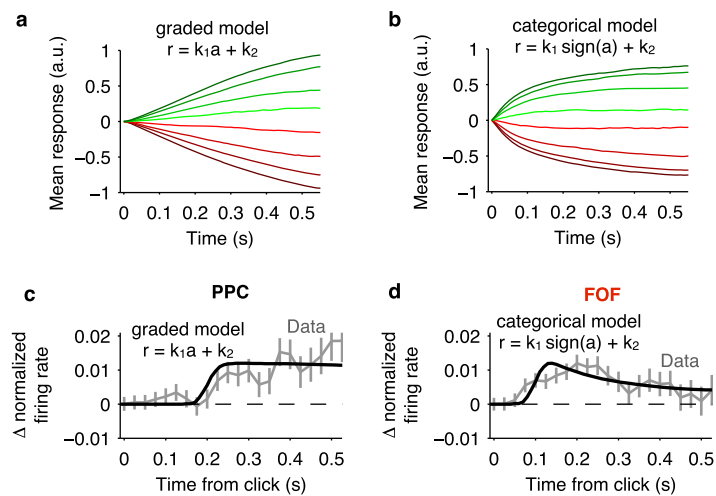 a
graded model
r = k₁a + k₂
Mean response (a.u.)
1
0.5
0
−0.5
−1
0 0.1 0.2 0.3 0.4 0.5
Time (s)
b
categorical model
r = k₁ sign(a) + k₂
Mean response (a.u.)
1
0.5
0
−0.5
−1
0 0.1 0.2 0.3 0.4 0.5
Time (s)
c
PPC
graded model
r = k₁a + k₂
Data
Δ normalized
firing rate
0.02
0.01
0
−0.01
0 0.1 0.2 0.3 0.4 0.5
Time from click (s)
d
FOF
categorical model
r = k₁ sign(a) + k₂
Data
Δ normalized
firing rate
0.02
0.01
0
−0.01
0 0.1 0.2 0.3 0.4 0.5
Time from click (s)